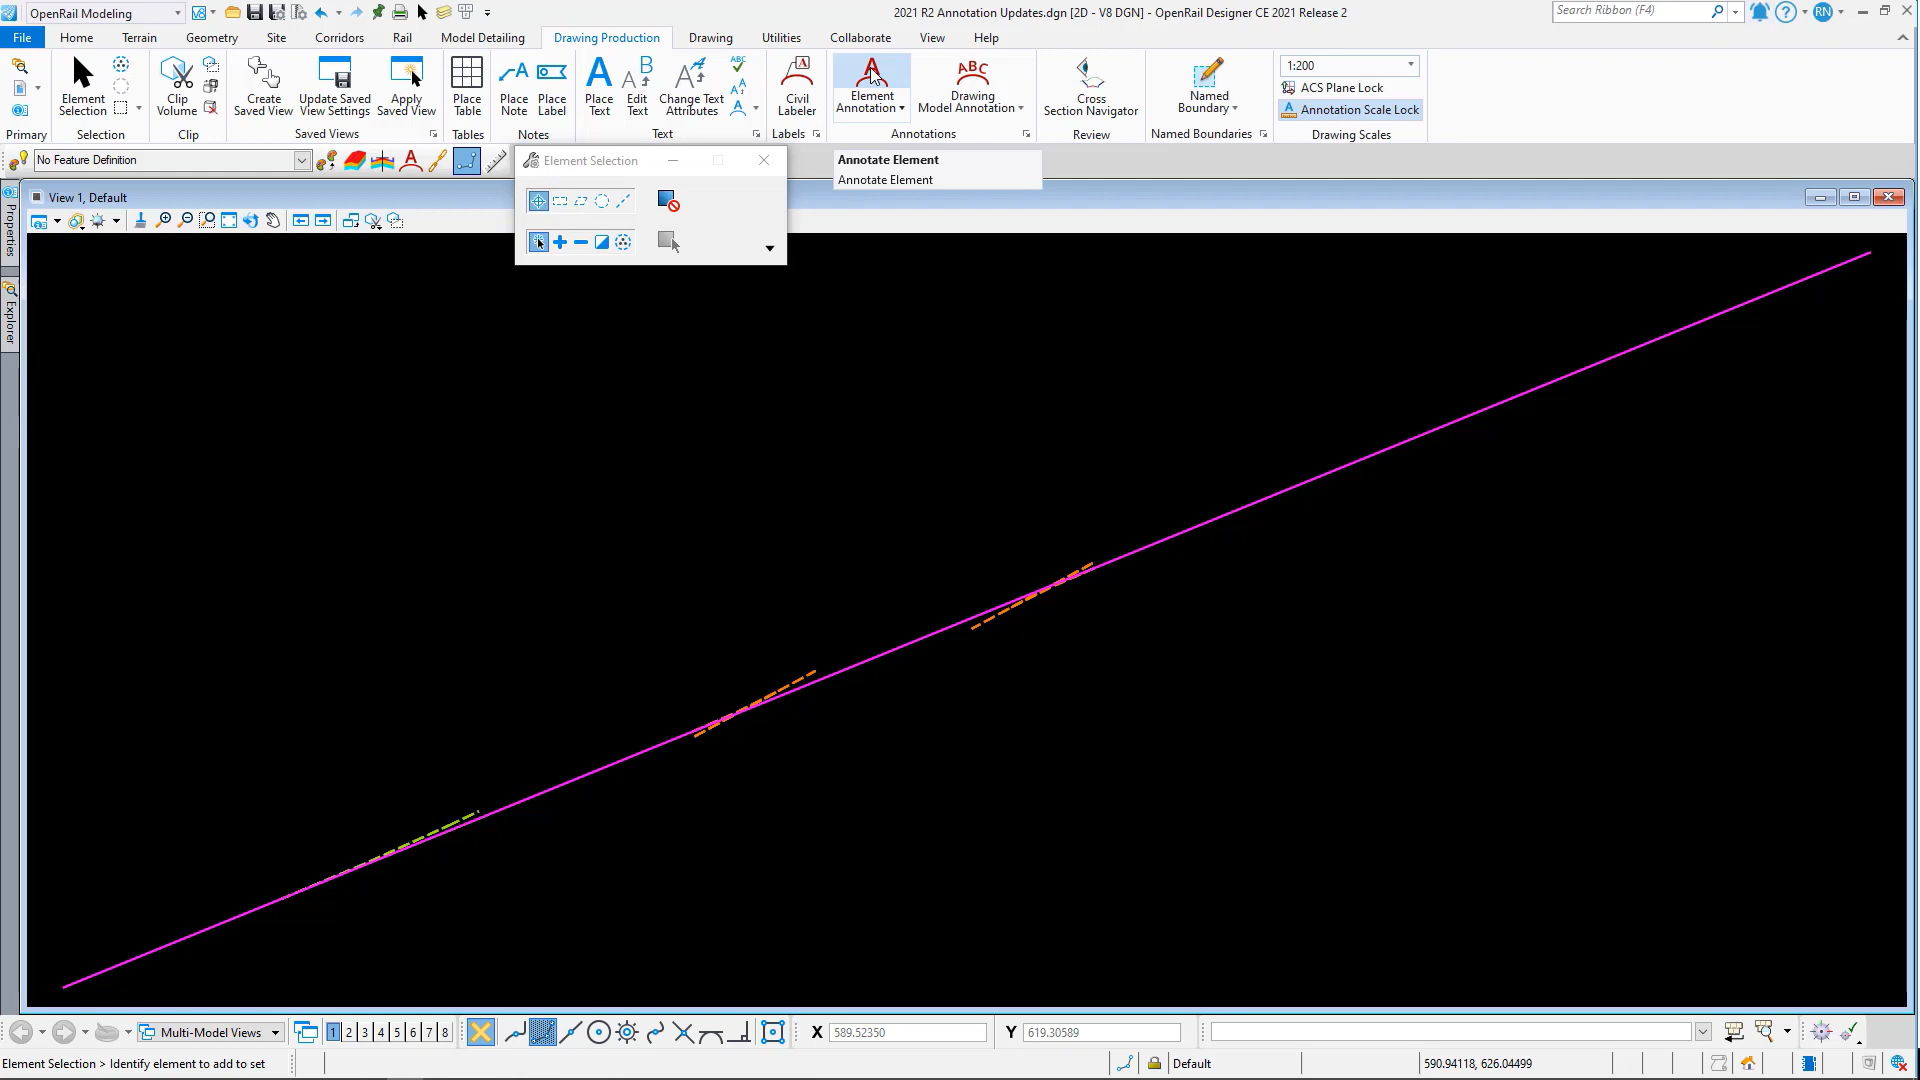 OpenRail Modeling
2021 R2 Annotation Updates.dgn [2D - V8 DGN] - OpenRail Designer CE 2021 Release 2
Search Ribbon (F4)
RN
File Home Terrain Geometry Site Corridors Rail Model Detailing Drawing Production Drawing Utilities Collaborate View Help
Element Selection
Clip Volume
Create Saved View
Update Saved View Settings
Apply Saved View
Place Table
Place Note
Place Label
Place Text
Edit Text
Change Text Attributes
Civil Labeler
Element Annotation
Drawing Model Annotation
Cross Section Navigator
Named Boundary
1:200
ACS Plane Lock
Annotation Scale Lock
Primary Selection Clip Saved Views Tables Notes Text Labels Annotations Review Named Boundaries Drawing Scales
No Feature Definition
Element Selection
Annotate Element
Annotate Element
View 1, Default
Properties
Explorer
Multi-Model Views
1 2 3 4 5 6 7 8
X 589.52350
Y 619.30589
Element Selection > Identify element to add to set
Default
590.94118, 626.04499